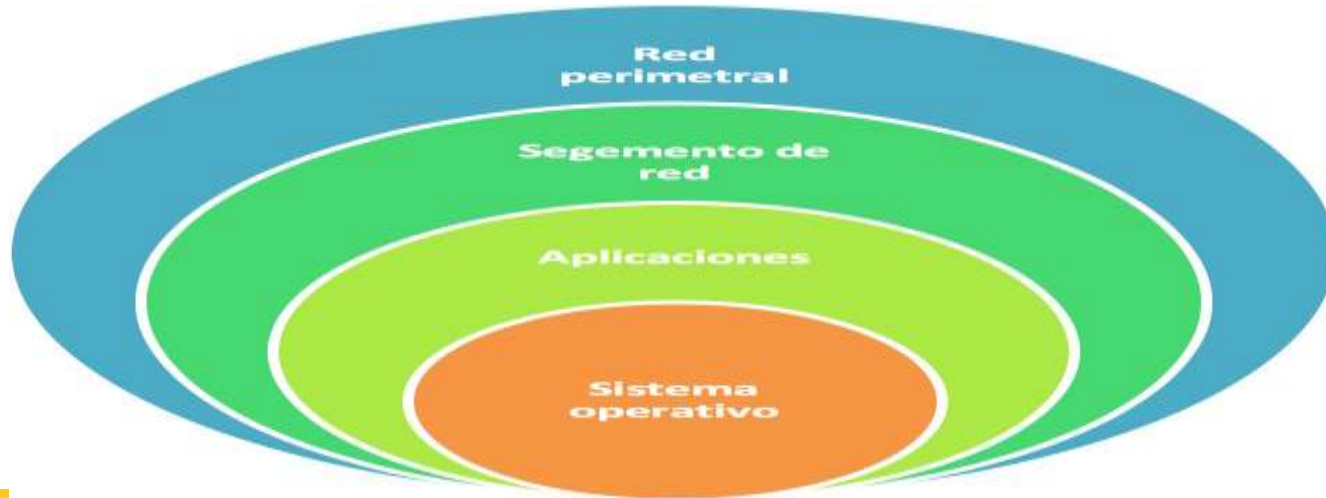 Red
perimetral
Segemento de
red
Aplicaciones
Sistema
operativo